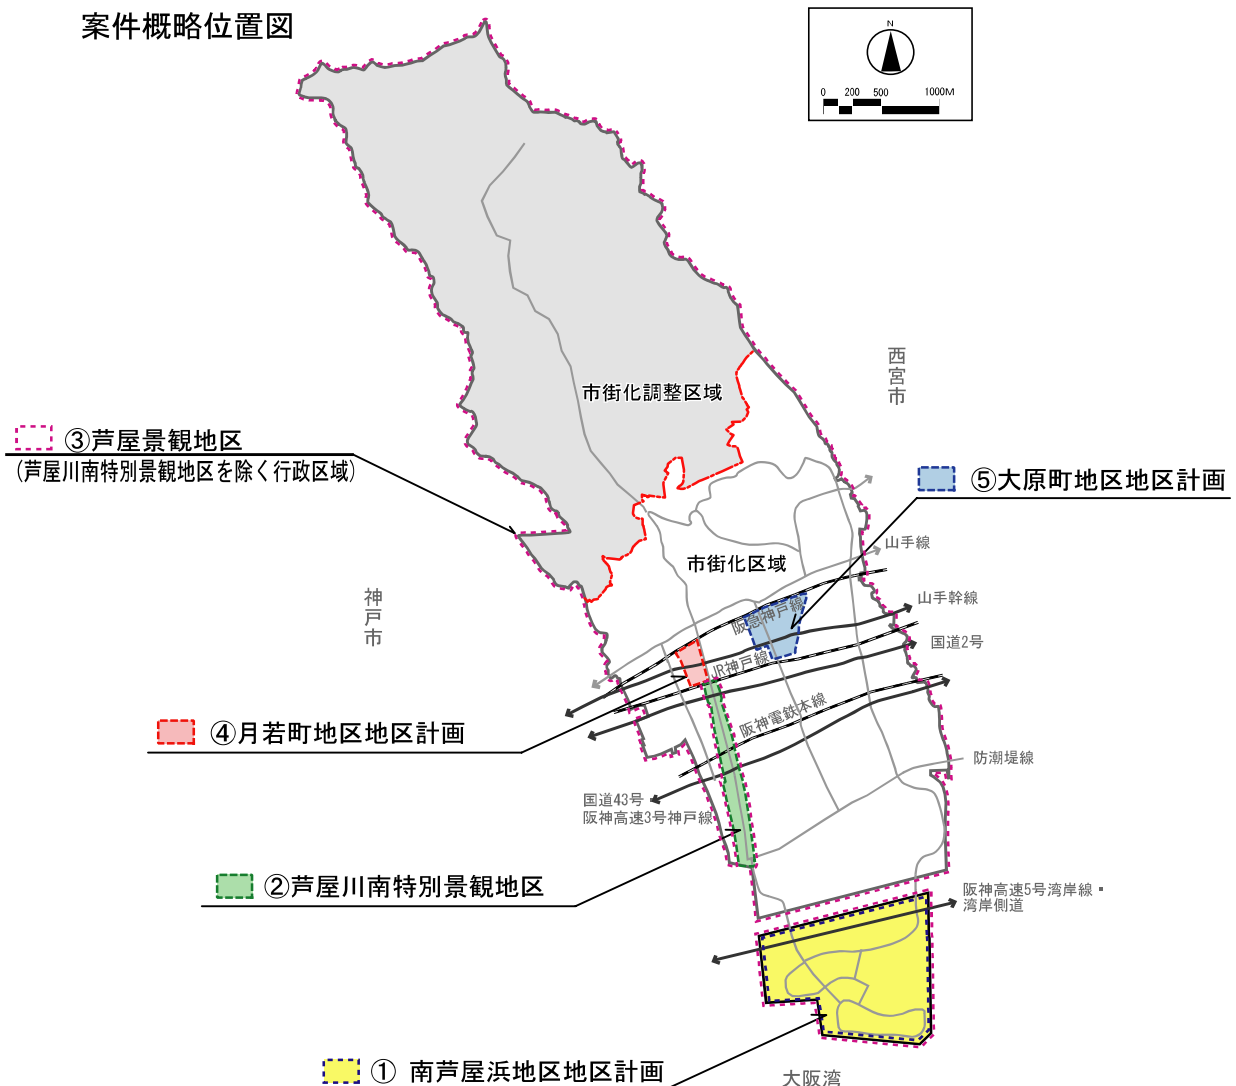 案件概略位置図
N
0 200 500 1000M
西宮市
市街化調整区域
③芦屋景観地区
(芦屋川南特別景観地区を除く行政区域)
⑤大原町地区地区計画
山手線
市街化区域
神戸市
山手幹線
阪急神戸線
国道2号
JR神戸線
④月若町地区地区計画
阪神電鉄本線
防潮堤線
国道43号・
阪神高速3号神戸線
②芦屋川南特別景観地区
阪神高速5号湾岸線・
湾岸側道
① 南芦屋浜地区地区計画
大阪湾